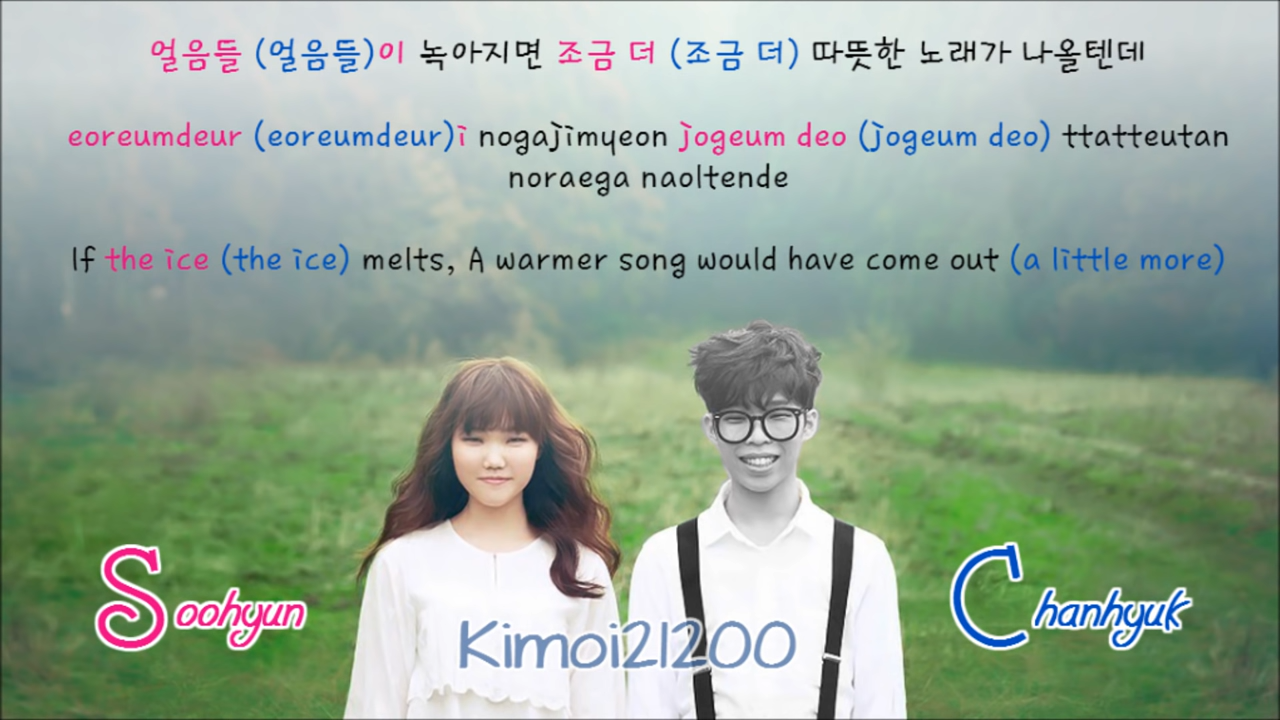 얼음들 (얼음들)이 녹아지면 조금 더 (조금 더) 따뜻한 노래가 나올텐데
eoreumdeur (eoreumdeur)i nogajimyeon jogeum deo (jogeum deo) ttatteutan
noraega naoltende
If the ice (the ice) melts, A warmer song would have come out (a little more)
Soohyun
Chanhyuk
Kimoi21200